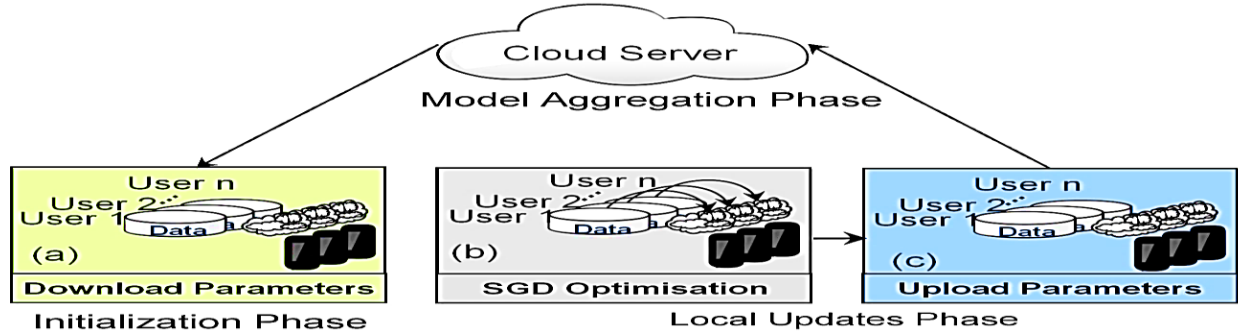 Cloud Server
Model Aggregation Phase
User n
User 2
User 1
Data
(a)
Download Parameters
Initialization Phase
User n
User 2
User 1
Data
(b)
SGD Optimisation
User n
User 2
User 1
Data
(c)
Upload Parameters
Local Updates Phase